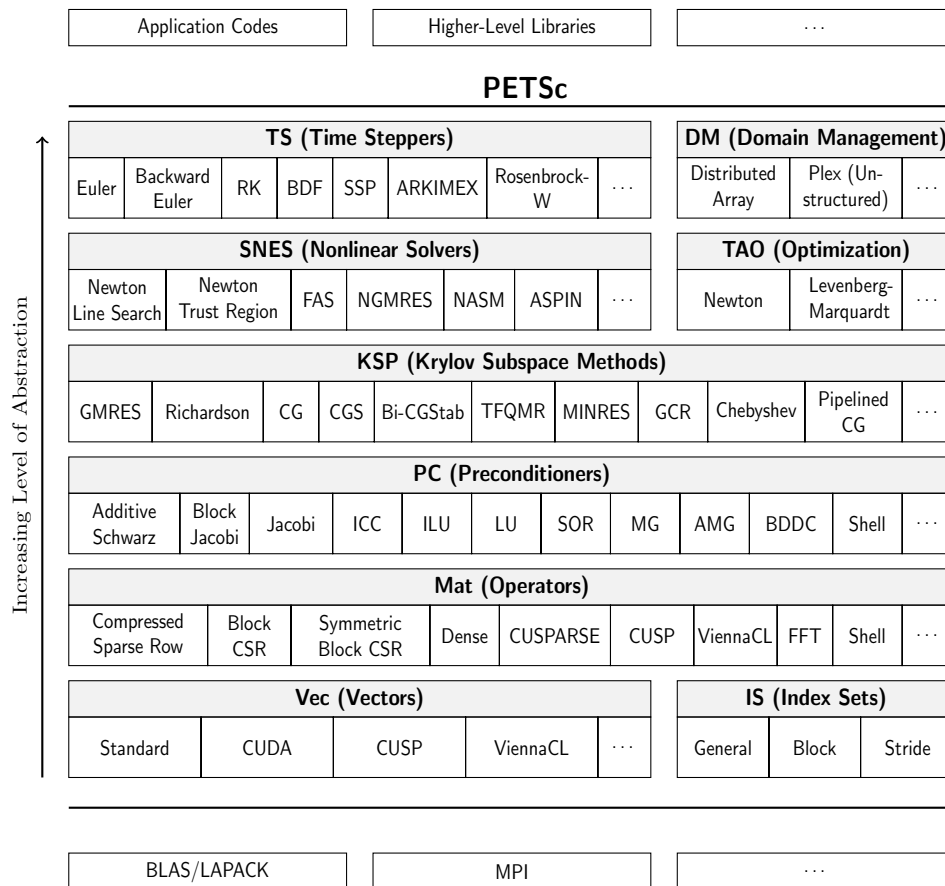 Application Codes
Higher-Level Libraries
···
PETSc
Increasing Level of Abstraction
TS (Time Steppers)
Euler
Backward
Euler
RK
BDF
SSP
ARKIMEX
Rosenbrock-
W
···
DM (Domain Management)
Distributed
Array
Plex (Un-
structured)
···
SNES (Nonlinear Solvers)
Newton
Line Search
Newton
Trust Region
FAS
NGMRES
NASM
ASPIN
···
TAO (Optimization)
Newton
Levenberg-
Marquardt
···
KSP (Krylov Subspace Methods)
GMRES
Richardson
CG
CGS
Bi-CGStab
TFQMR
MINRES
GCR
Chebyshev
Pipelined
CG
···
PC (Preconditioners)
Additive
Schwarz
Block
Jacobi
Jacobi
ICC
ILU
LU
SOR
MG
AMG
BDDC
Shell
···
Mat (Operators)
Compressed
Sparse Row
Block
CSR
Symmetric
Block CSR
Dense
CUSPARSE
CUSP
ViennaCL
FFT
Shell
···
Vec (Vectors)
Standard
CUDA
CUSP
ViennaCL
···
IS (Index Sets)
General
Block
Stride
BLAS/LAPACK
MPI
···